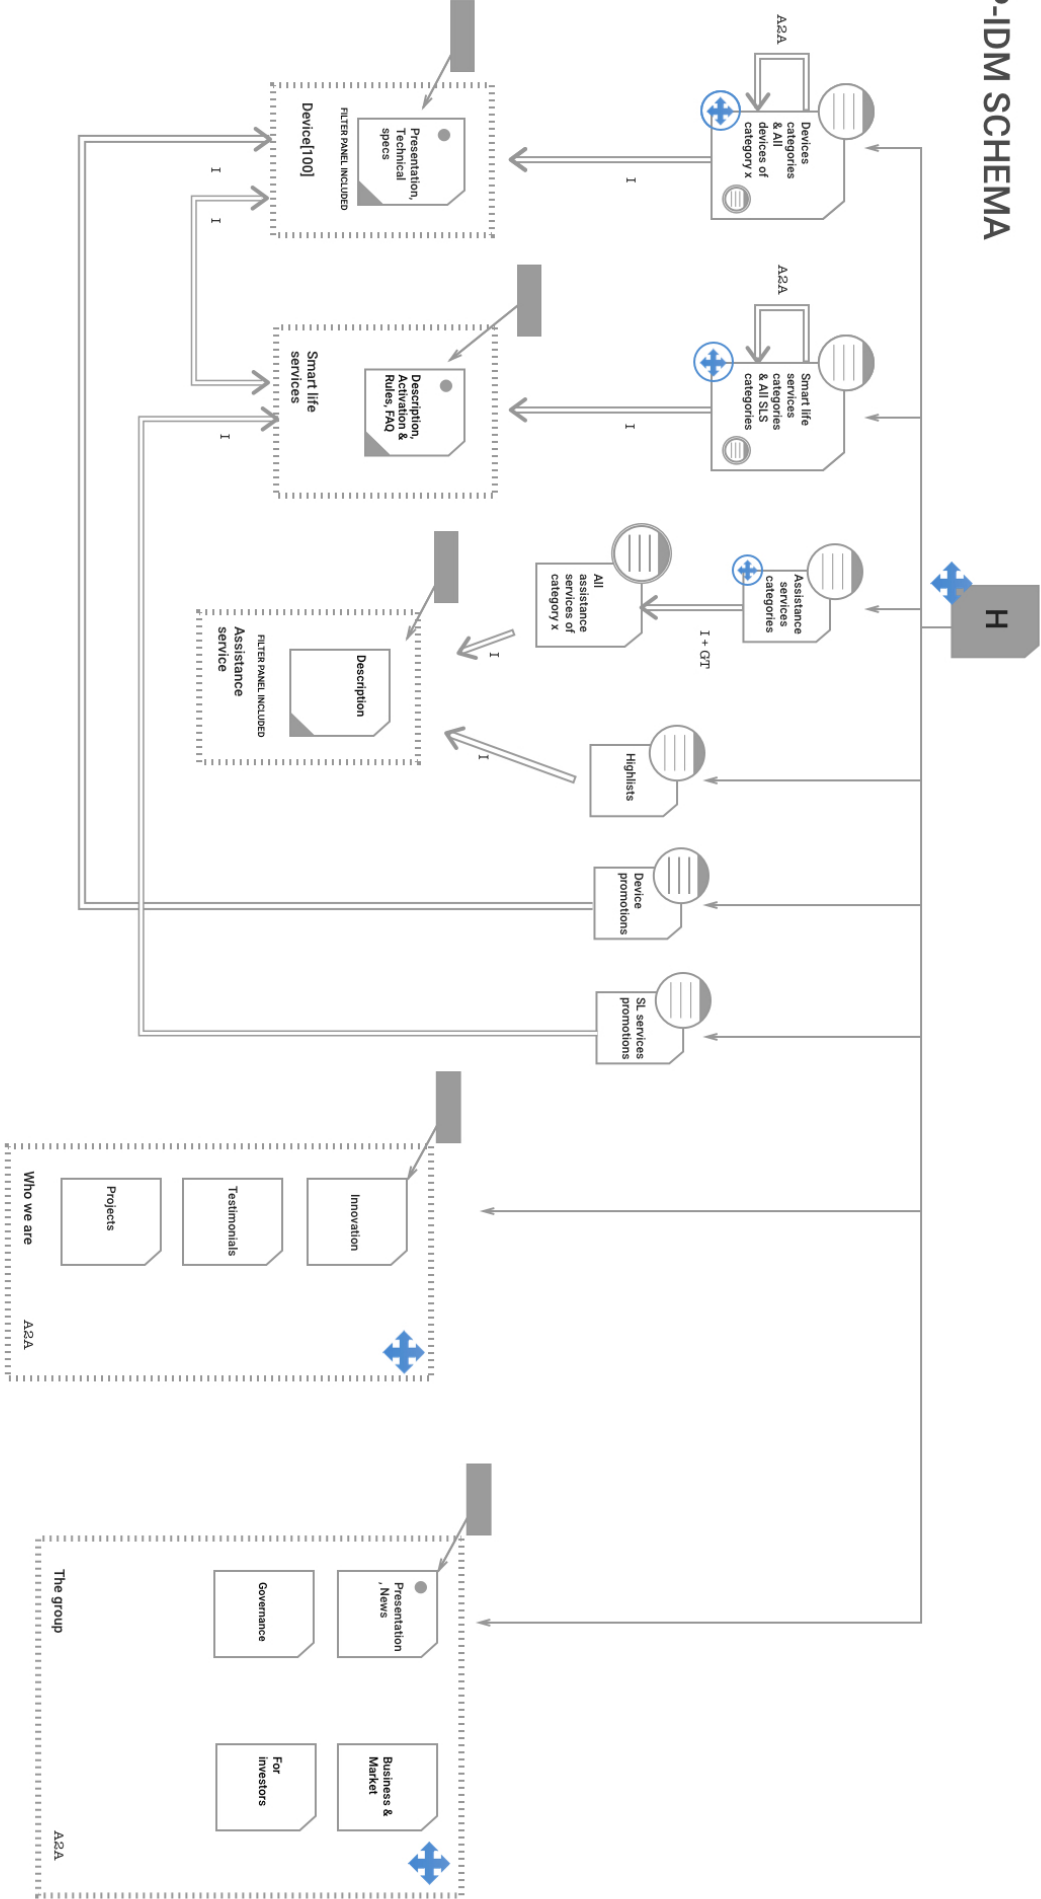 P-IDM SCHEMA
H
A2A
Devices
categories
& All
devices of
category x
I
Presentation,
Technical
specs
FILTER PANEL INCLUDED
Device[100]
I
I
A2A
Smart life
services
categories
& All SLS
categories
I
Description,
Activation &
Rules, FAQ
Smart life
services
I
Assistance
services
categories
I + GT
All
assistance
services of
category x
I
Description
FILTER PANEL INCLUDED
Assistance
service
Highlists
I
Device
promotions
SL services
promotions
Innovation
Testimonials
Projects
Who we are
A2A
Presentation
, News
Governance
Business &
Market
For
investors
The group
A2A